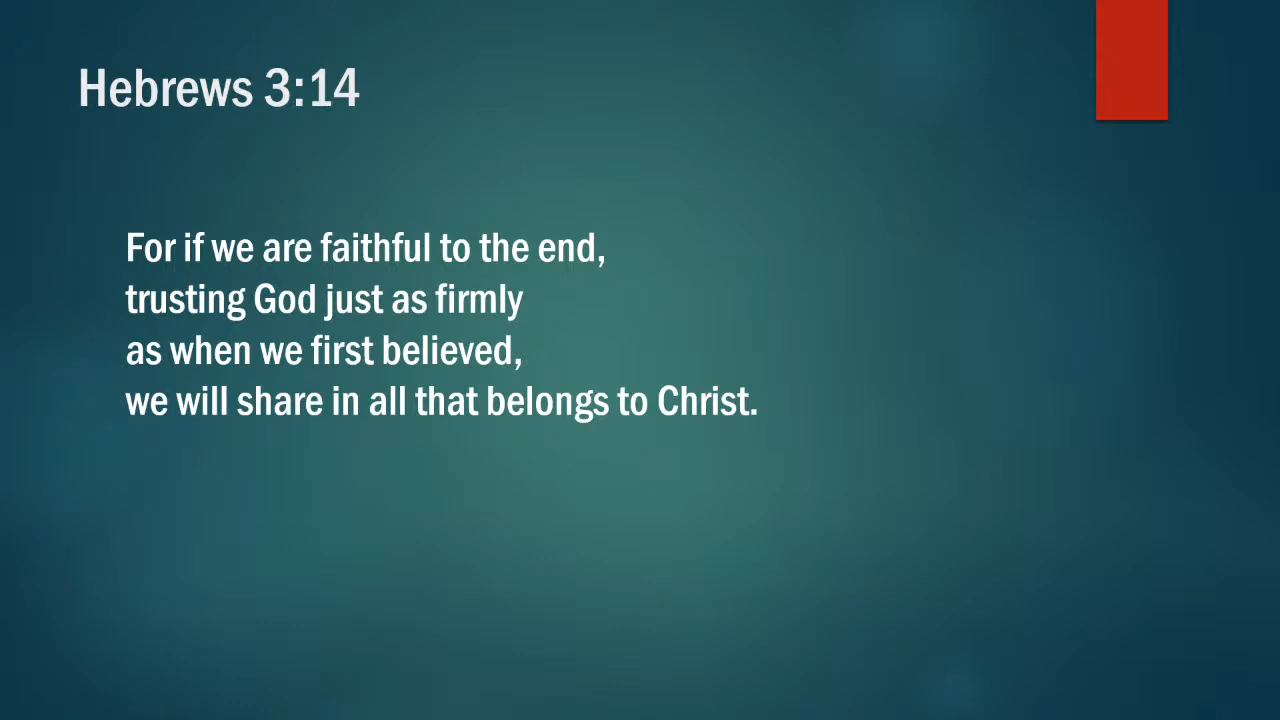 Hebrews 3:14
For if we are faithful to the end,
trusting God just as firmly
as when we first believed,
we will share in all that belongs to Christ.